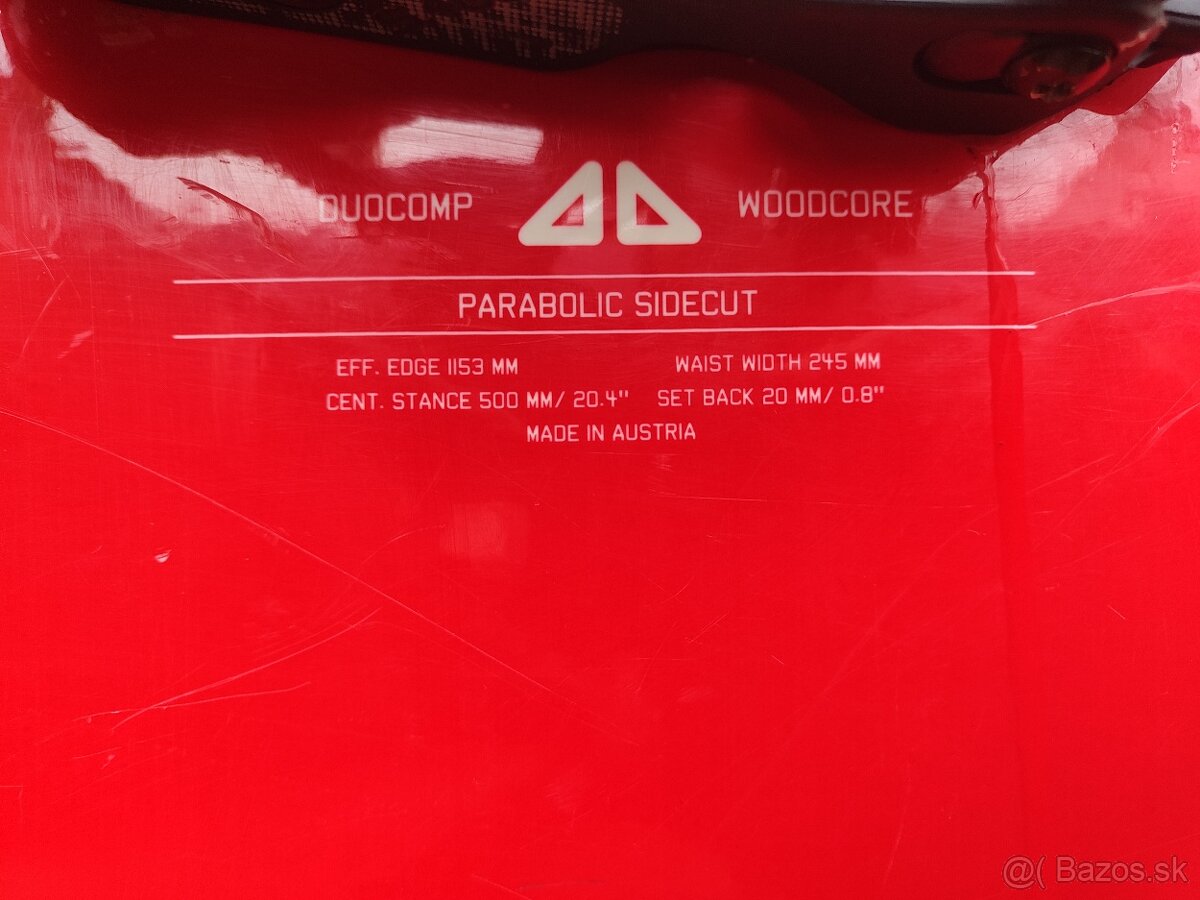 DUOCOMP WOODCORE
PARABOLIC SIDECUT
EFF. EDGE 1153 MM WAIST WIDTH 245 MM
CENT. STANCE 500 MM/ 20.4" SET BACK 20 MM/ 0.8"
MADE IN AUSTRIA
@( Bazos.sk